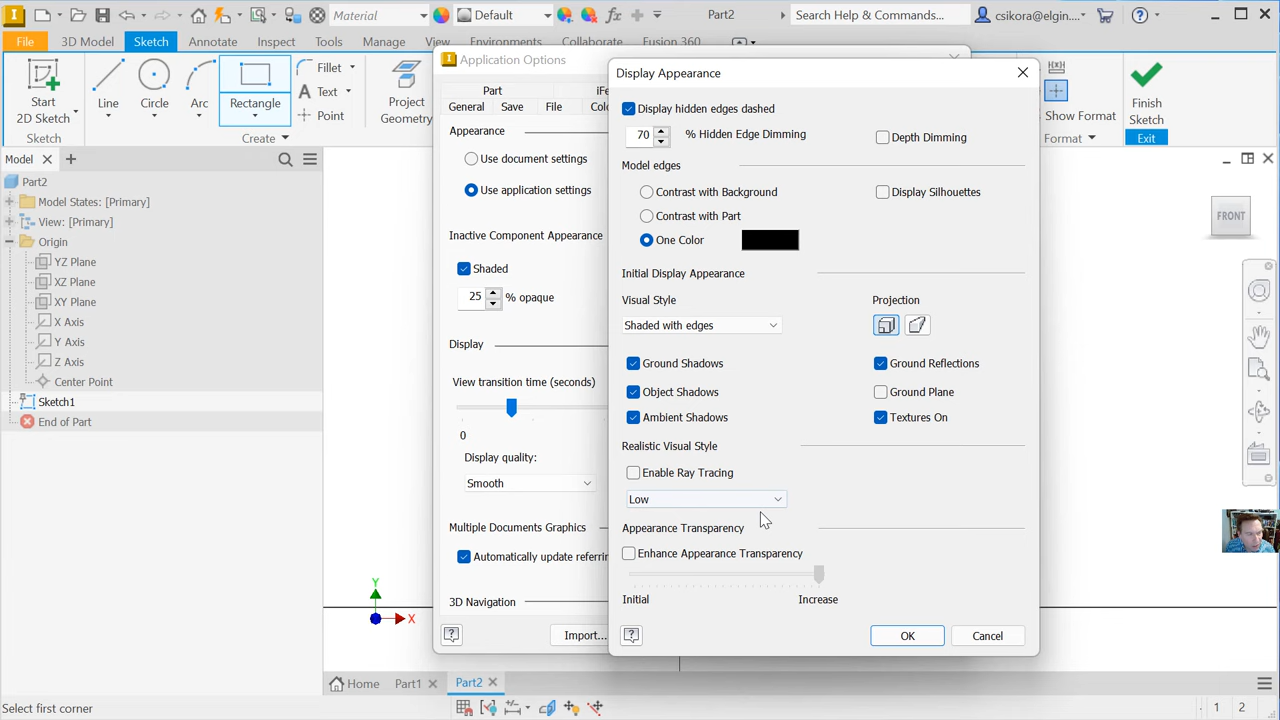 Material
Default
Part2
Search Help & Commands...
csikora@elgin....
File
3D Model
Sketch
Annotate
Inspect
Tools
Manage
View
Environments
Collaborate
Fusion 360
Start
2D Sketch
Line
Circle
Arc
Rectangle
Fillet
Text
Point
Project
Geometry
Show Format
Finish
Sketch
Sketch
Create
Format
Exit
Model
Part2
Model States: [Primary]
View: [Primary]
Origin
YZ Plane
XZ Plane
XY Plane
X Axis
Y Axis
Z Axis
Center Point
Sketch1
End of Part
Application Options
Part
iFe
General
Save
File
Appearance
Use document settings
Use application settings
Inactive Component Appearance
Shaded
25 % opaque
Display
View transition time (seconds)
0
Display quality:
Smooth
Multiple Documents Graphics
Automatically update referrin
3D Navigation
Import...
Display Appearance
Display hidden edges dashed
70 % Hidden Edge Dimming
Depth Dimming
Model edges
Contrast with Background
Display Silhouettes
Contrast with Part
One Color
Initial Display Appearance
Visual Style
Projection
Shaded with edges
Ground Shadows
Ground Reflections
Object Shadows
Ground Plane
Ambient Shadows
Textures On
Realistic Visual Style
Enable Ray Tracing
Low
Appearance Transparency
Enhance Appearance Transparency
Initial
Increase
OK
Cancel
FRONT
Y
X
Home
Part1
Part2
Select first corner
1
2